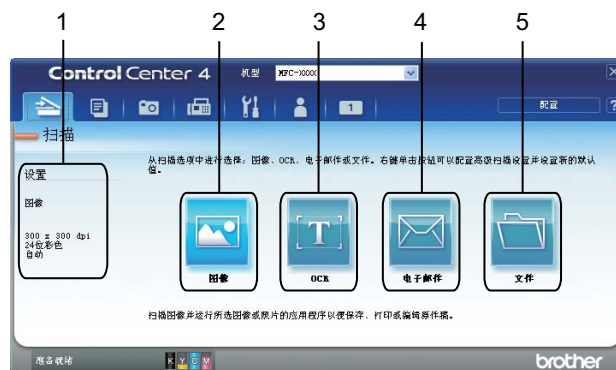 1 2 3 4 5
Control Center 4 机型 MFC-XXXX
1 配置 ?
扫描
从扫描选项中进行选择：图像、OCR、电子邮件或文件。右键单击按钮可以配置高级扫描设置并设置新的默认
值。
设置
图像
300 x 300 dpi
24位彩色
自动
T
图像 OCR 电子邮件 文件
扫描图像并运行所选图像或照片的应用程序以便保存、打印或编辑原作稿。
准备就绪 K Y C M brother